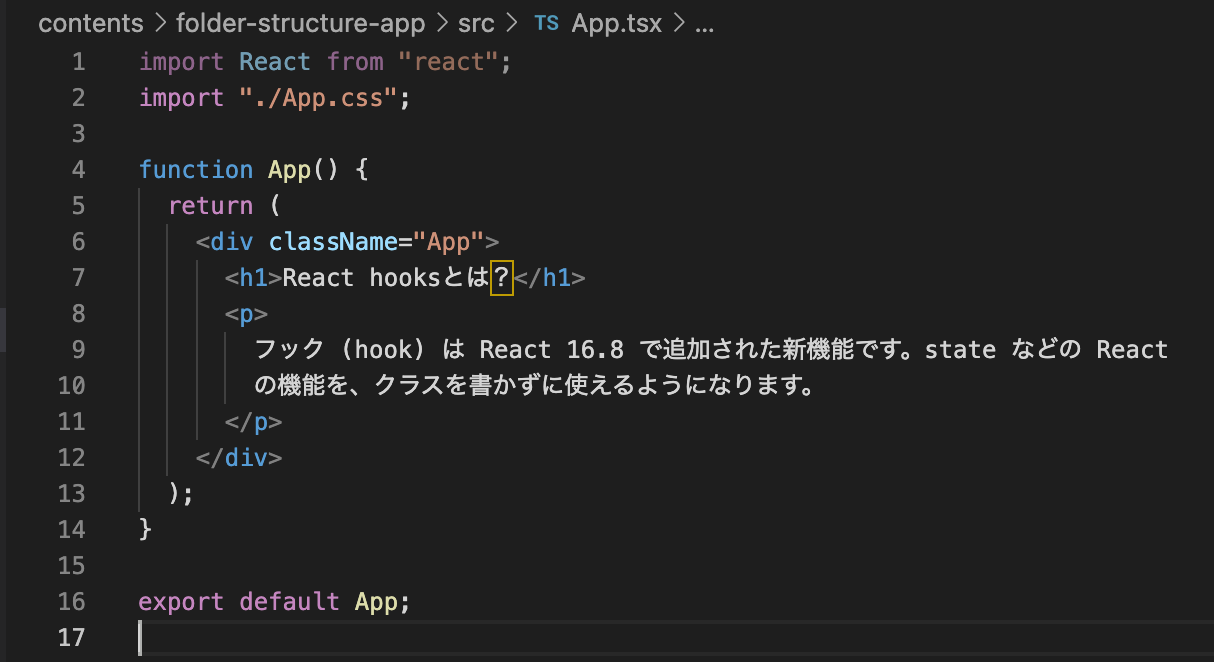 contents > folder-structure-app > src > TS App.tsx > ...
1 import React from "react";
2 import "./App.css";
3
4 function App() {
5   return (
6     <div className="App">
7       <h1>React hooksとは？</h1>
8       <p>
9         フック (hook) は React 16.8 で追加された新機能です。state などの React
10         の機能を、クラスを書かずに使えるようになります。
11       </p>
12     </div>
13   );
14 }
15
16 export default App;
17